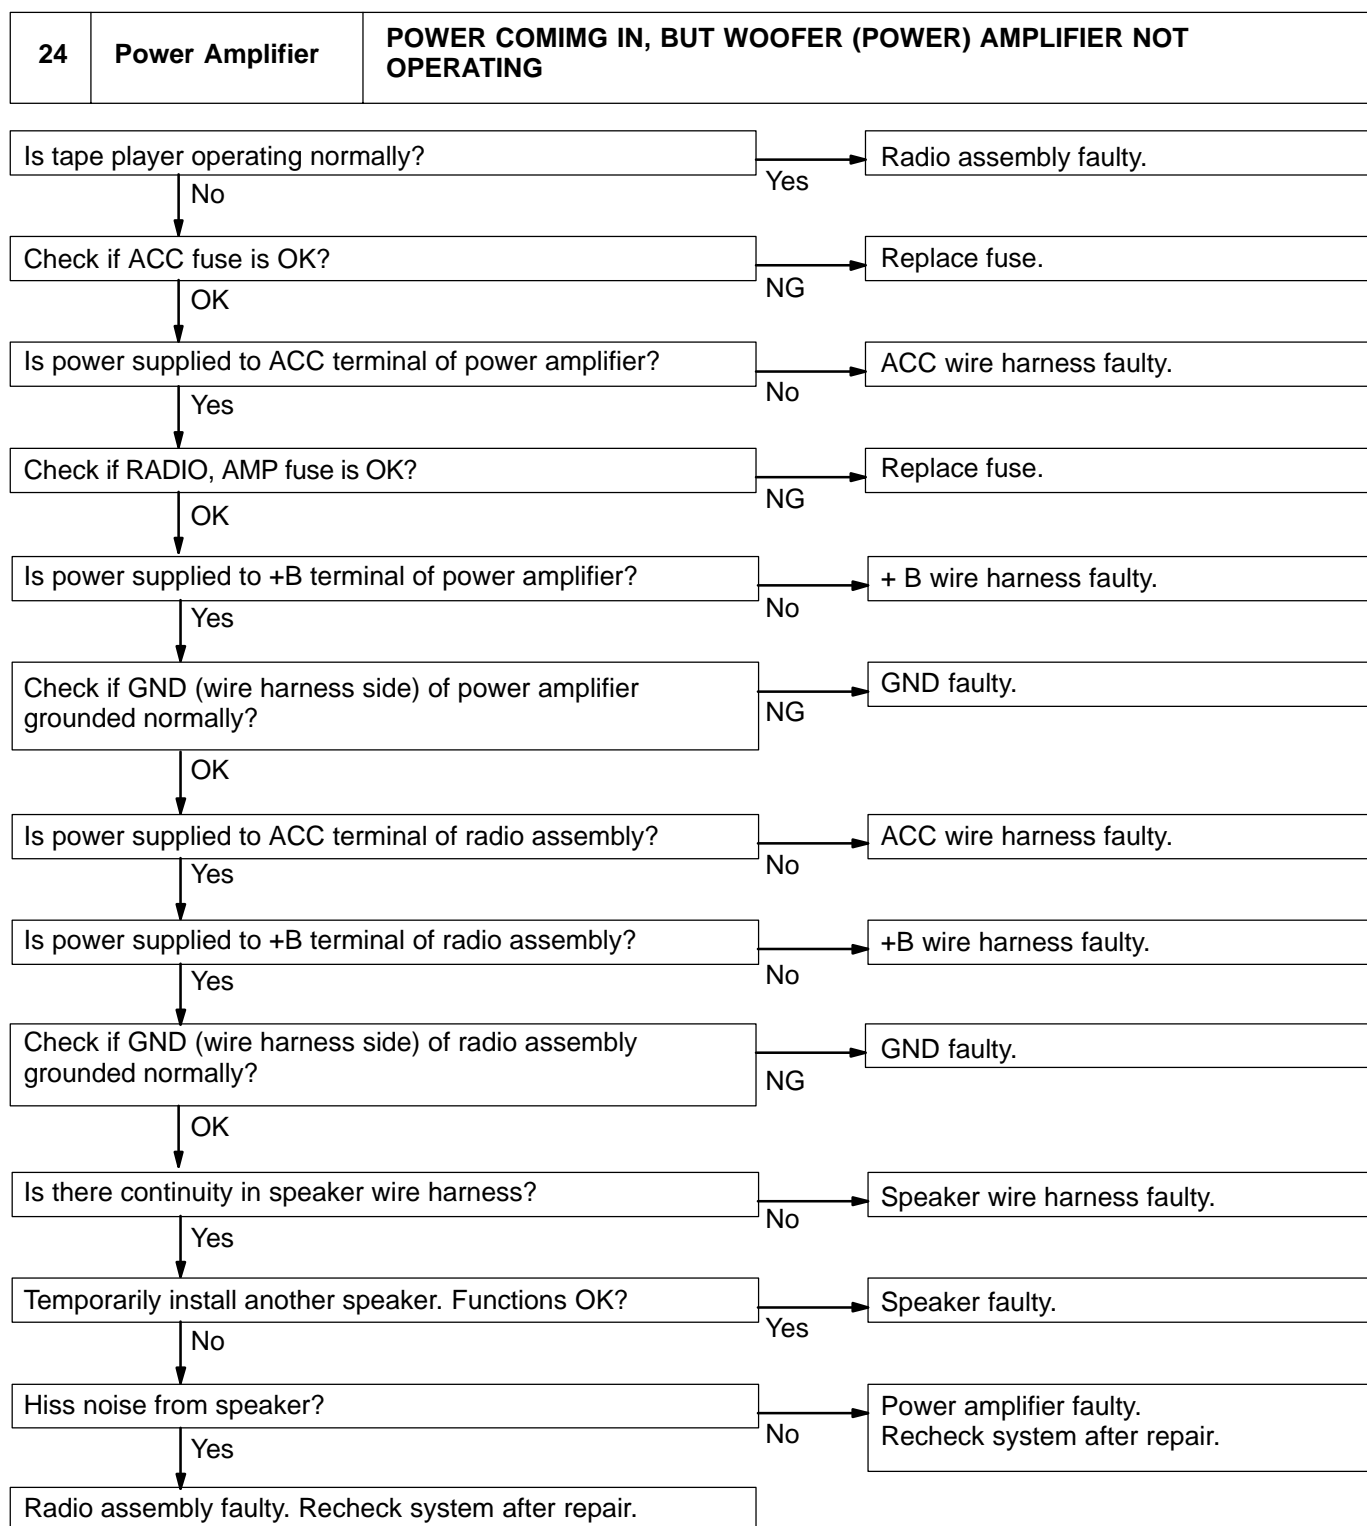 24
Power Amplifier
POWER COMIMG IN, BUT WOOFER (POWER) AMPLIFIER NOT
OPERATING
Is tape player operating normally?
Yes
Radio assembly faulty.
No
Check if ACC fuse is OK?
NG
Replace fuse.
OK
Is power supplied to ACC terminal of power amplifier?
No
ACC wire harness faulty.
Yes
Check if RADIO, AMP fuse is OK?
NG
Replace fuse.
OK
Is power supplied to +B terminal of power amplifier?
No
+ B wire harness faulty.
Yes
Check if GND (wire harness side) of power amplifier
grounded normally?
NG
GND faulty.
OK
Is power supplied to ACC terminal of radio assembly?
No
ACC wire harness faulty.
Yes
Is power supplied to +B terminal of radio assembly?
No
+B wire harness faulty.
Yes
Check if GND (wire harness side) of radio assembly
grounded normally?
NG
GND faulty.
OK
Is there continuity in speaker wire harness?
No
Speaker wire harness faulty.
Yes
Temporarily install another speaker. Functions OK?
Yes
Speaker faulty.
No
Hiss noise from speaker?
No
Power amplifier faulty.
Recheck system after repair.
Yes
Radio assembly faulty. Recheck system after repair.